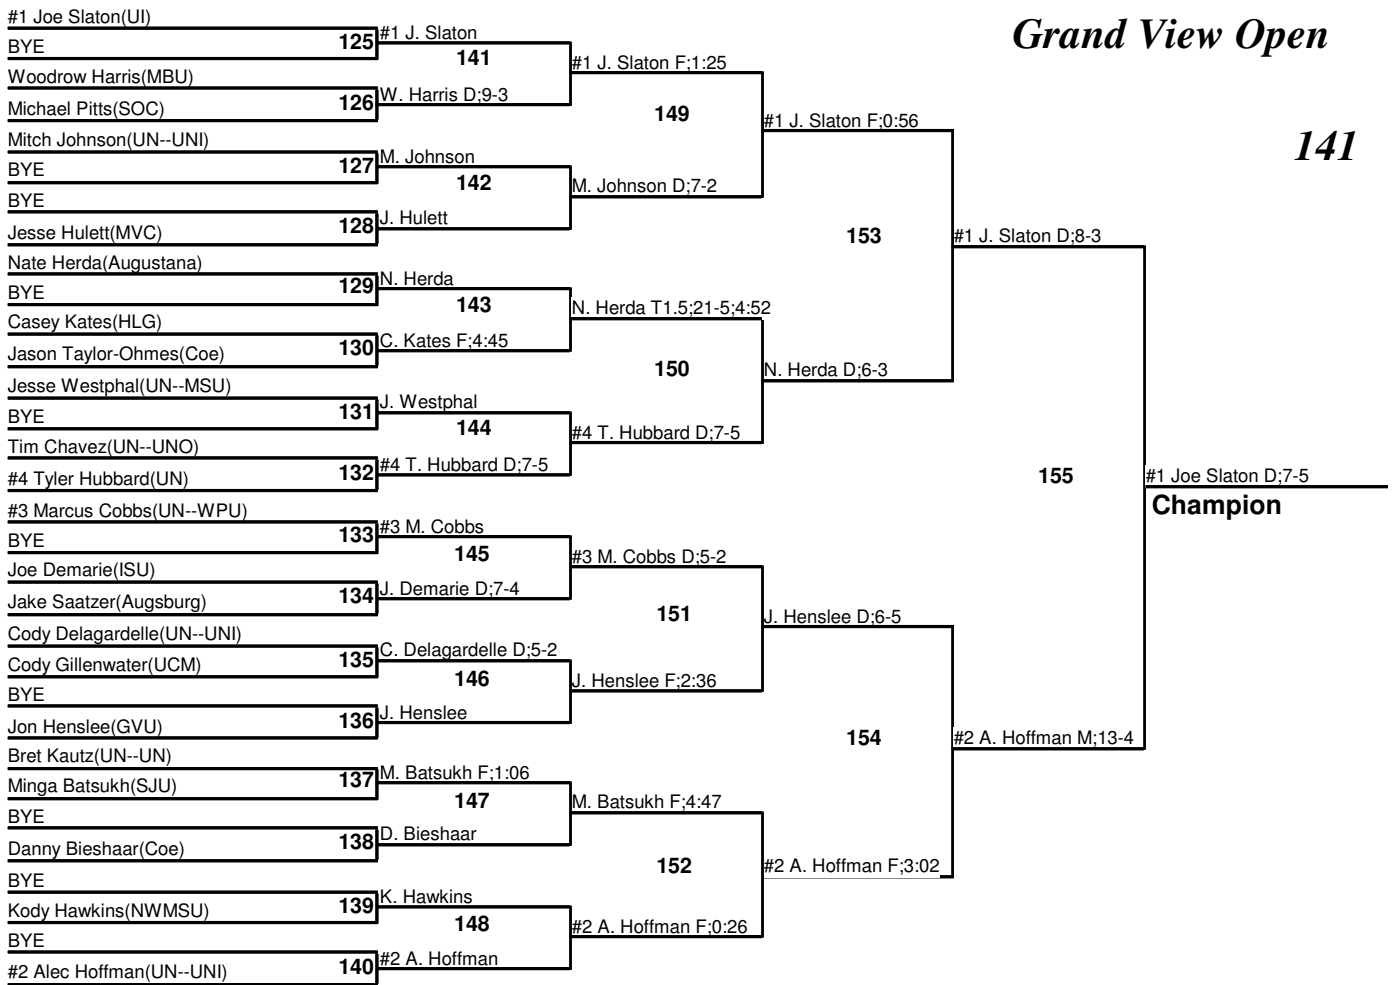 Grand View Open
141
#1 Joe Slaton(UI)
BYE
Woodrow Harris(MBU)
Michael Pitts(SOC)
Mitch Johnson(UN--UNI)
BYE
BYE
Jesse Hulett(MVC)
Nate Herda(Augustana)
BYE
Casey Kates(HLG)
Jason Taylor-Ohmes(Coe)
Jesse Westphal(UN--MSU)
BYE
Tim Chavez(UN--UNO)
#4 Tyler Hubbard(UN)
#3 Marcus Cobbs(UN--WPU)
BYE
Joe Demarie(ISU)
Jake Saatzer(Augsburg)
Cody Delagardelle(UN--UNI)
Cody Gillenwater(UCM)
BYE
Jon Henslee(GVU)
Bret Kautz(UN--UN)
Minga Batsukh(SJU)
BYE
Danny Bieshaar(Coe)
BYE
Kody Hawkins(NWMSU)
BYE
#2 Alec Hoffman(UN--UNI)
125
126
127
128
129
130
131
132
133
134
135
136
137
138
139
140
#1 J. Slaton
141
W. Harris D;9-3
M. Johnson
142
J. Hulett
N. Herda
143
C. Kates F;4:45
J. Westphal
144
#4 T. Hubbard D;7-5
#3 M. Cobbs
145
J. Demarie D;7-4
C. Delagardelle D;5-2
146
J. Henslee
M. Batsukh F;1:06
147
D. Bieshaar
K. Hawkins
148
#2 A. Hoffman
#1 J. Slaton F;1:25
149
M. Johnson D;7-2
N. Herda T1.5;21-5;4:52
150
#4 T. Hubbard D;7-5
#3 M. Cobbs D;5-2
151
J. Henslee F;2:36
M. Batsukh F;4:47
152
#2 A. Hoffman F;0:26
#1 J. Slaton F;0:56
153
N. Herda D;6-3
J. Henslee D;6-5
154
#2 A. Hoffman F;3:02
#1 J. Slaton D;8-3
155
#2 A. Hoffman M;13-4
#1 Joe Slaton D;7-5
Champion